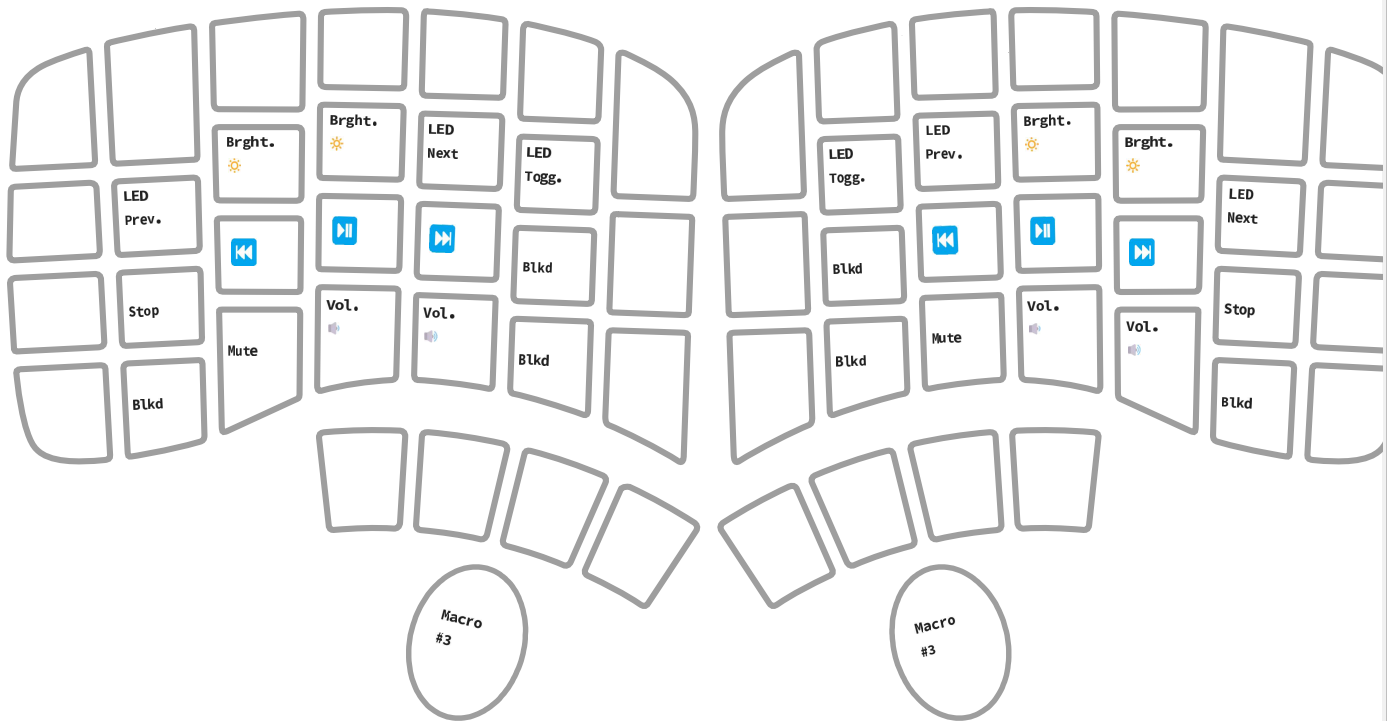 Brght.
🔅
Brght.
🔅
LED
Next
LED
Togg.
LED
Togg.
LED
Prev.
Brght.
🔅
Brght.
🔅
LED
Prev.
⏮
⏯
⏭
Blkd
Blkd
⏮
⏯
⏭
LED
Next
Stop
Mute
Vol.
🔉
Vol.
🔊
Blkd
Blkd
Mute
Vol.
🔉
Vol.
🔊
Stop
Blkd
Blkd
Macro
#3
Macro
#3